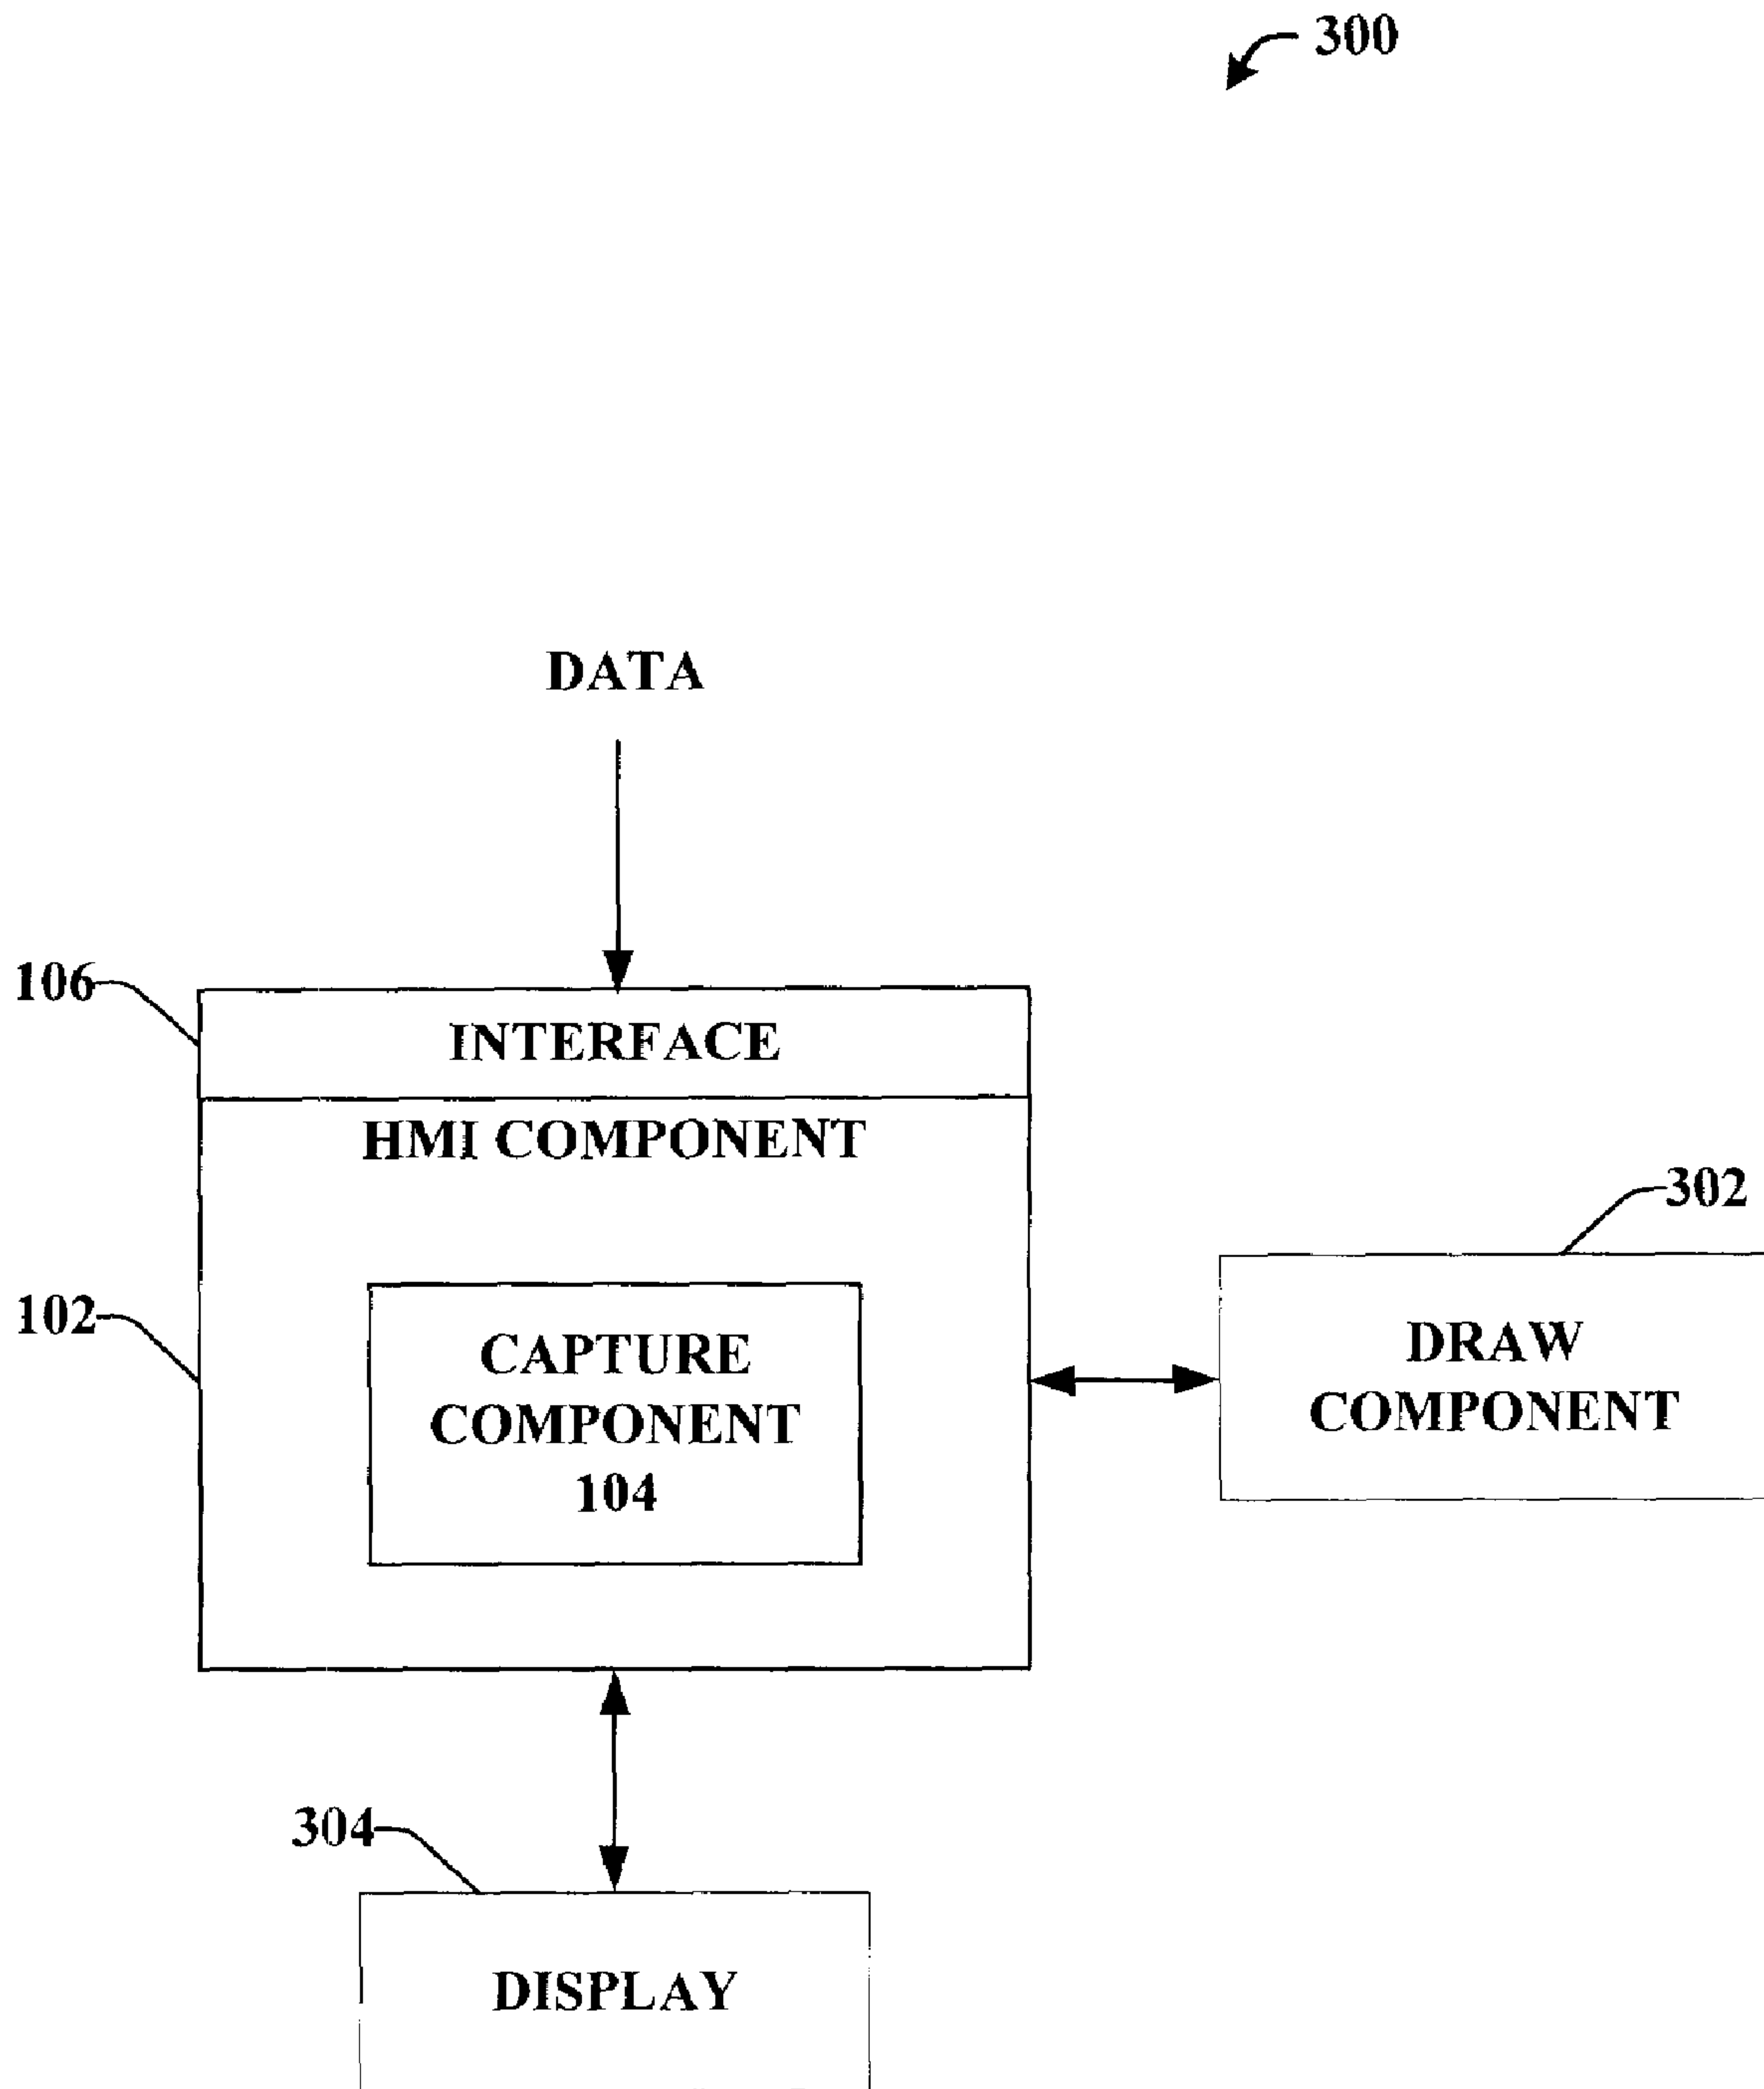 300
DATA
106
INTERFACE
HMI COMPONENT
302
102
CAPTURE
COMPONENT
104
DRAW
COMPONENT
304
DISPLAY